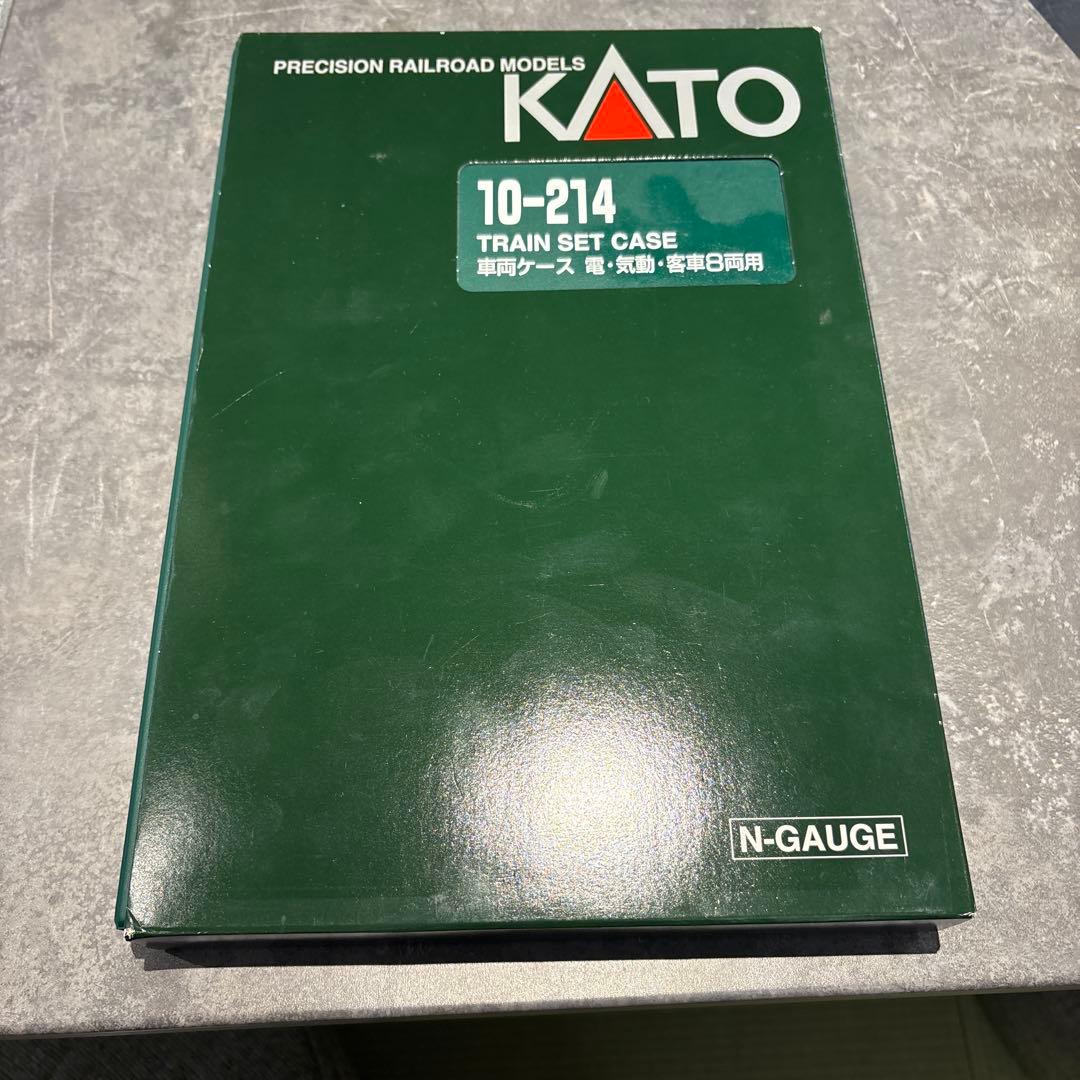 PRECISION RAILROAD MODELS
KATO
10-214
TRAIN SET CASE
車両ケース 電・気動・客車8両用
N-GAUGE